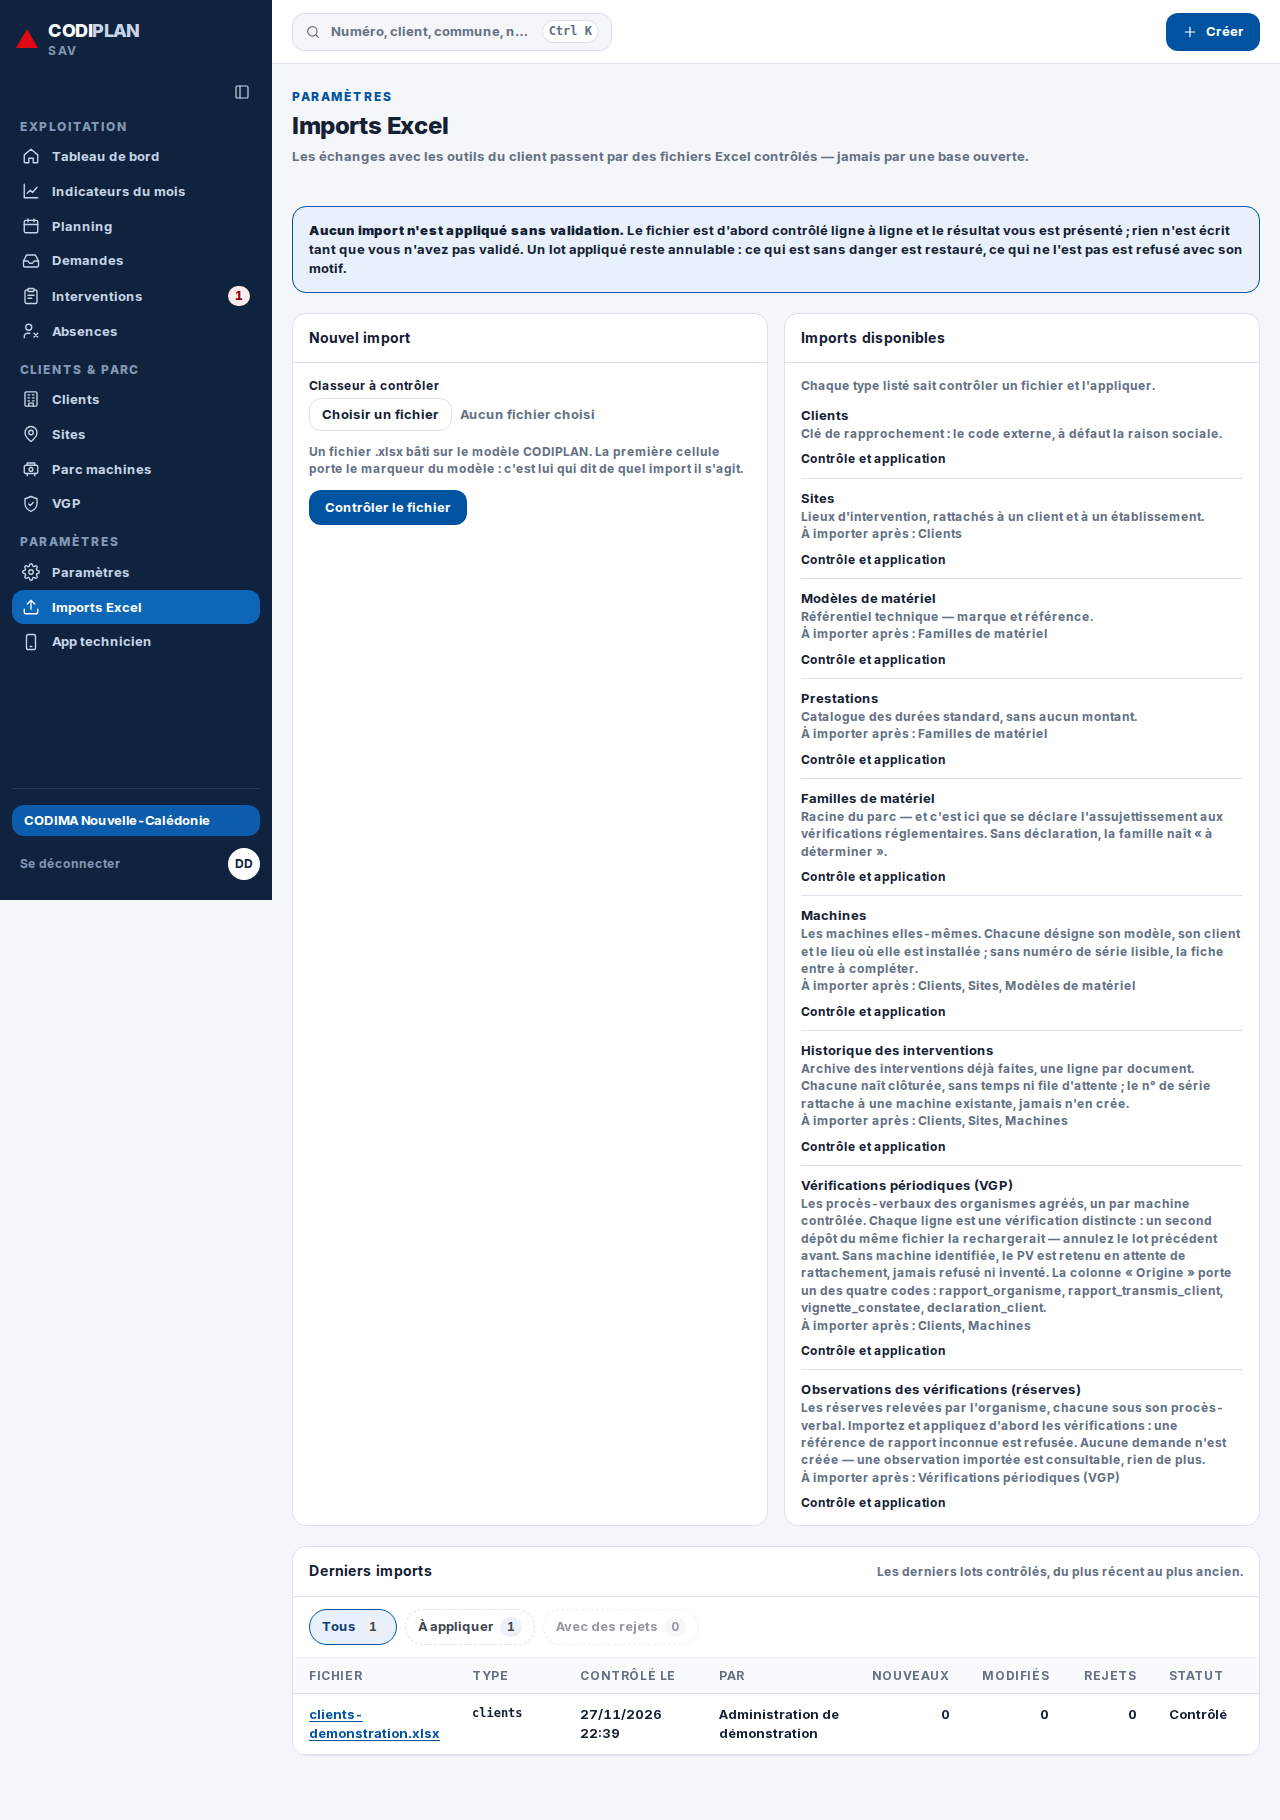 CODIPLAN
SAV
EXPLOITATION
Tableau de bord
Indicateurs du mois
Planning
Demandes
Interventions 1
Absences
CLIENTS & PARC
Clients
Sites
Parc machines
VGP
PARAMÈTRES
Paramètres
Imports Excel
App technicien
CODIMA Nouvelle-Calédonie
Se déconnecter DD
Numéro, client, commune, n… Ctrl K
Créer
PARAMÈTRES
Imports Excel
Les échanges avec les outils du client passent par des fichiers Excel contrôlés — jamais par une base ouverte.
Aucun import n'est appliqué sans validation. Le fichier est d'abord contrôlé ligne à ligne et le résultat vous est présenté ; rien n'est écrit
tant que vous n'avez pas validé. Un lot appliqué reste annulable : ce qui est sans danger est restauré, ce qui ne l'est pas est refusé avec son
motif.
Nouvel import
Classeur à contrôler
Choisir un fichier Aucun fichier choisi
Un fichier .xlsx bâti sur le modèle CODIPLAN. La première cellule
porte le marqueur du modèle : c'est lui qui dit de quel import il s'agit.
Contrôler le fichier
Imports disponibles
Chaque type listé sait contrôler un fichier et l'appliquer.
Clients
Clé de rapprochement : le code externe, à défaut la raison sociale.
Contrôle et application
Sites
Lieux d'intervention, rattachés à un client et à un établissement.
À importer après : Clients
Contrôle et application
Modèles de matériel
Référentiel technique — marque et référence.
À importer après : Familles de matériel
Contrôle et application
Prestations
Catalogue des durées standard, sans aucun montant.
À importer après : Familles de matériel
Contrôle et application
Familles de matériel
Racine du parc — et c'est ici que se déclare l'assujettissement aux
vérifications réglementaires. Sans déclaration, la famille naît « à
déterminer ».
Contrôle et application
Machines
Les machines elles-mêmes. Chacune désigne son modèle, son client
et le lieu où elle est installée ; sans numéro de série lisible, la fiche
entre à compléter.
À importer après : Clients, Sites, Modèles de matériel
Contrôle et application
Historique des interventions
Archive des interventions déjà faites, une ligne par document.
Chacune naît clôturée, sans temps ni file d'attente ; le n° de série
rattache à une machine existante, jamais n'en crée.
À importer après : Clients, Sites, Machines
Contrôle et application
Vérifications périodiques (VGP)
Les procès-verbaux des organismes agréés, un par machine
contrôlée. Chaque ligne est une vérification distincte : un second
dépôt du même fichier la rechargerait — annulez le lot précédent
avant. Sans machine identifiée, le PV est retenu en attente de
rattachement, jamais refusé ni inventé. La colonne « Origine » porte
un des quatre codes : rapport_organisme, rapport_transmis_client,
vignette_constatee, declaration_client.
À importer après : Clients, Machines
Contrôle et application
Observations des vérifications (réserves)
Les réserves relevées par l'organisme, chacune sous son procès-
verbal. Importez et appliquez d'abord les vérifications : une
référence de rapport inconnue est refusée. Aucune demande n'est
créée — une observation importée est consultable, rien de plus.
À importer après : Vérifications périodiques (VGP)
Contrôle et application
Derniers imports Les derniers lots contrôlés, du plus récent au plus ancien.
Tous 1 À appliquer 1 Avec des rejets 0
FICHIER TYPE CONTRÔLÉ LE PAR NOUVEAUX MODIFIÉS REJETS STATUT
clients- clients 27/11/2026 Administration de 0 0 0 Contrôlé
demonstration.xlsx 22:39 démonstration